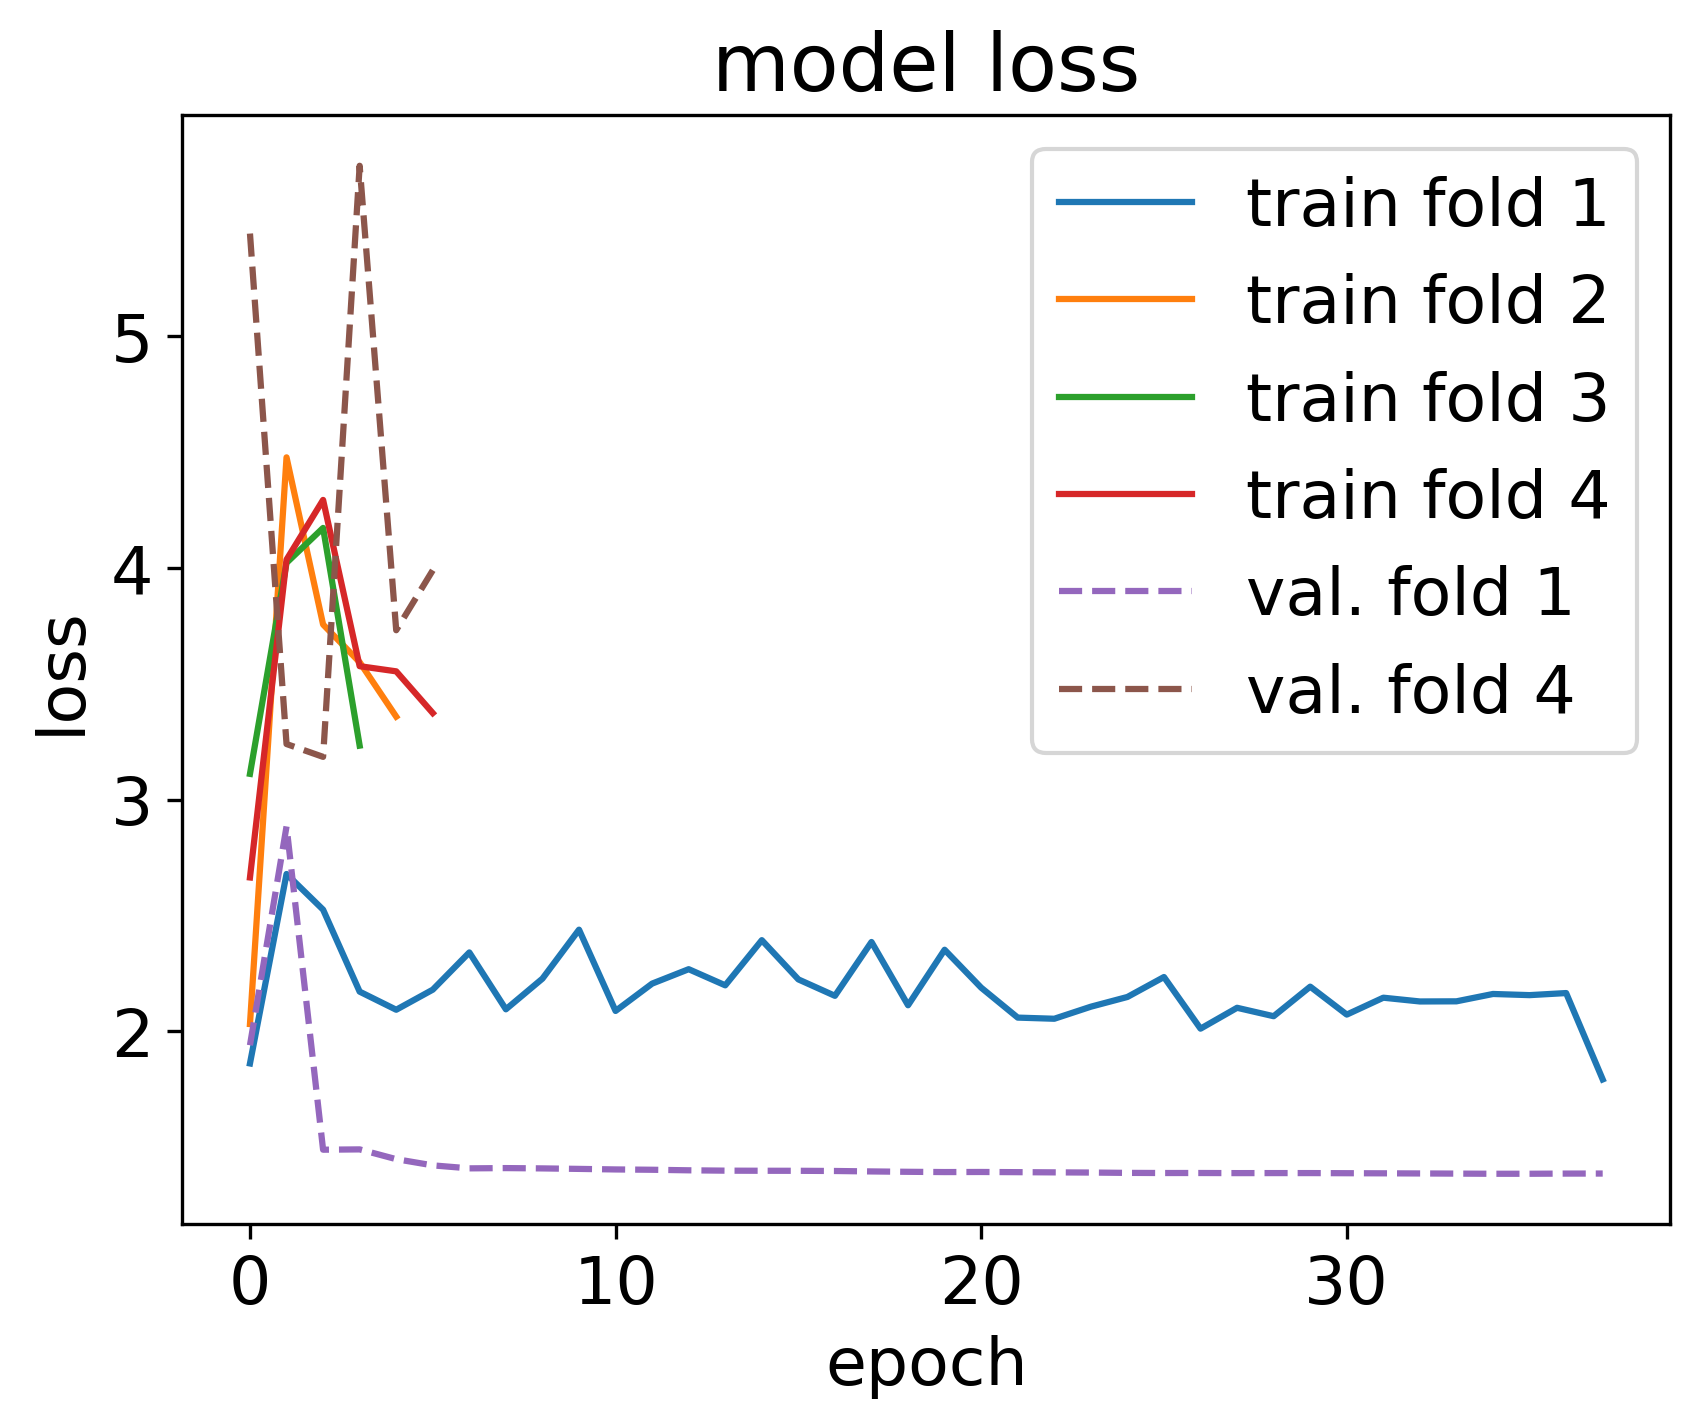 model loss
train fold 1
train fold 2
train fold 3
train fold 4
val. fold 1
val. fold 4
5
4
3
2
loss
0 10 20 30
epoch